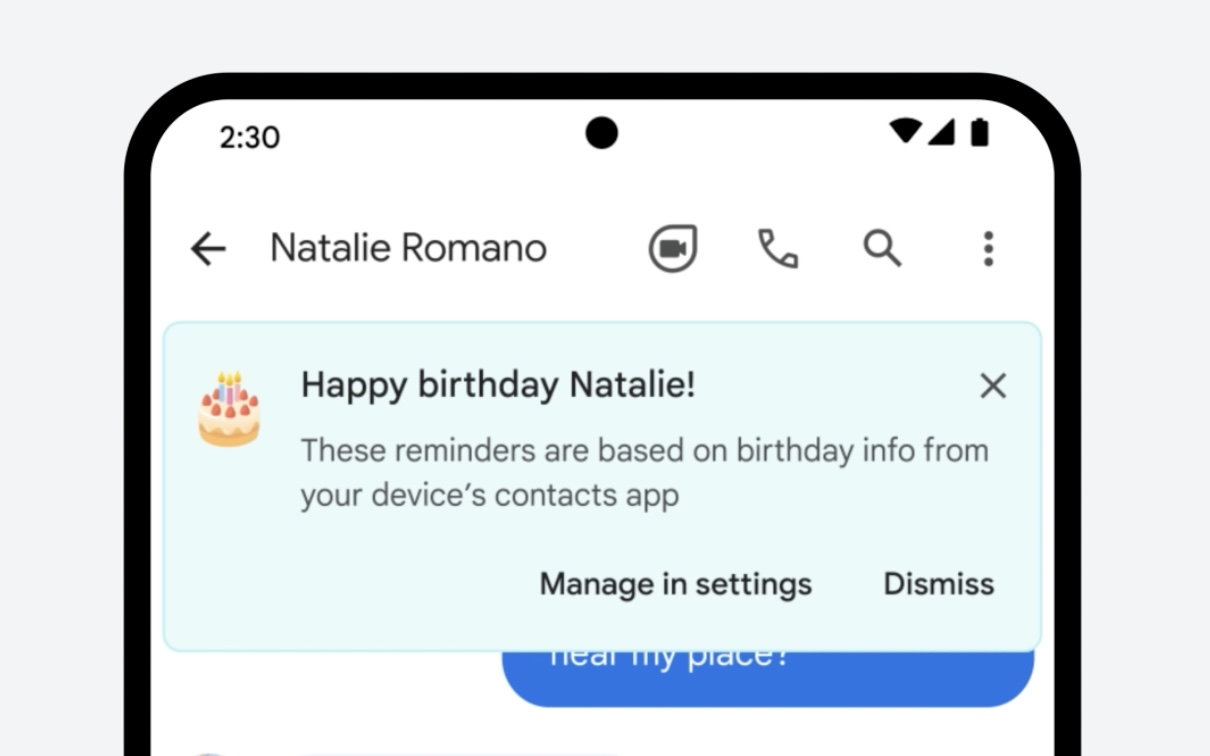 2:30
Natalie Romano
Happy birthday Natalie!
These reminders are based on birthday info from
your device’s contacts app
Manage in settings Dismiss
near my place?